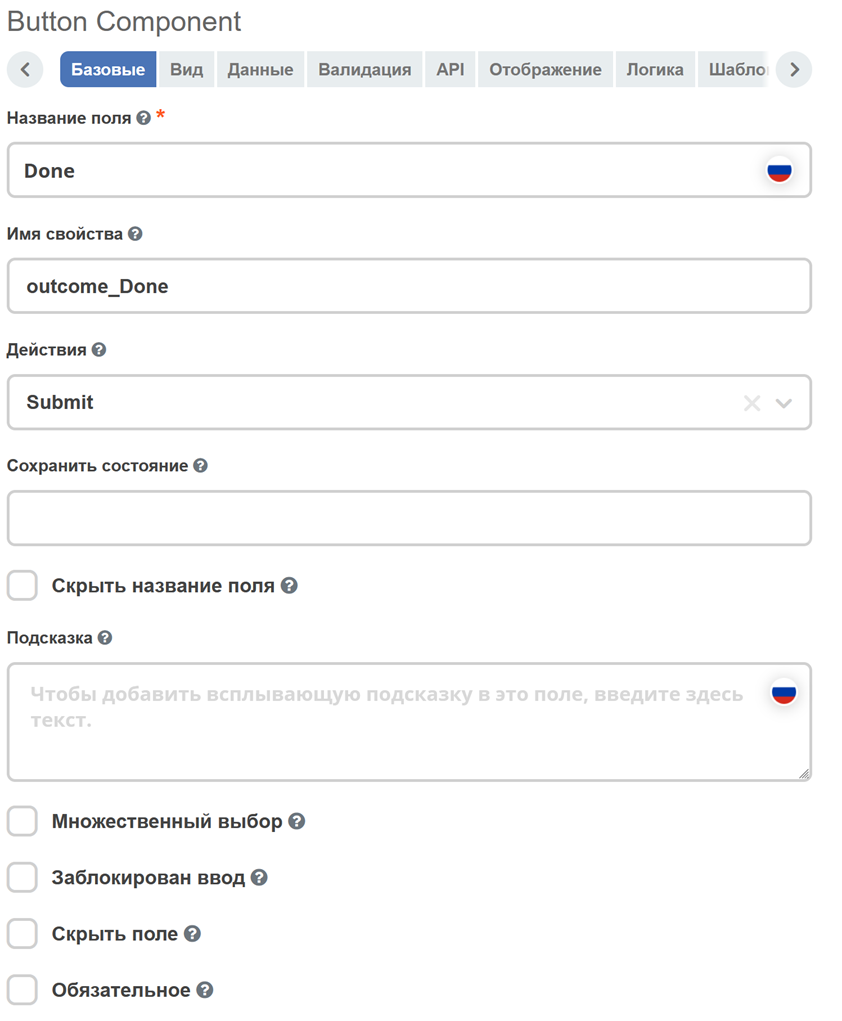 Button Component
Базовые Вид Данные Валидация API Отображение Логика Шабло
Название поля *
Done
Имя свойства
outcome_Done
Действия
Submit
Сохранить состояние
Скрыть название поля
Подсказка
Чтобы добавить всплывающую подсказку в это поле, введите здесь
текст.
Множественный выбор
Заблокирован ввод
Скрыть поле
Обязательное